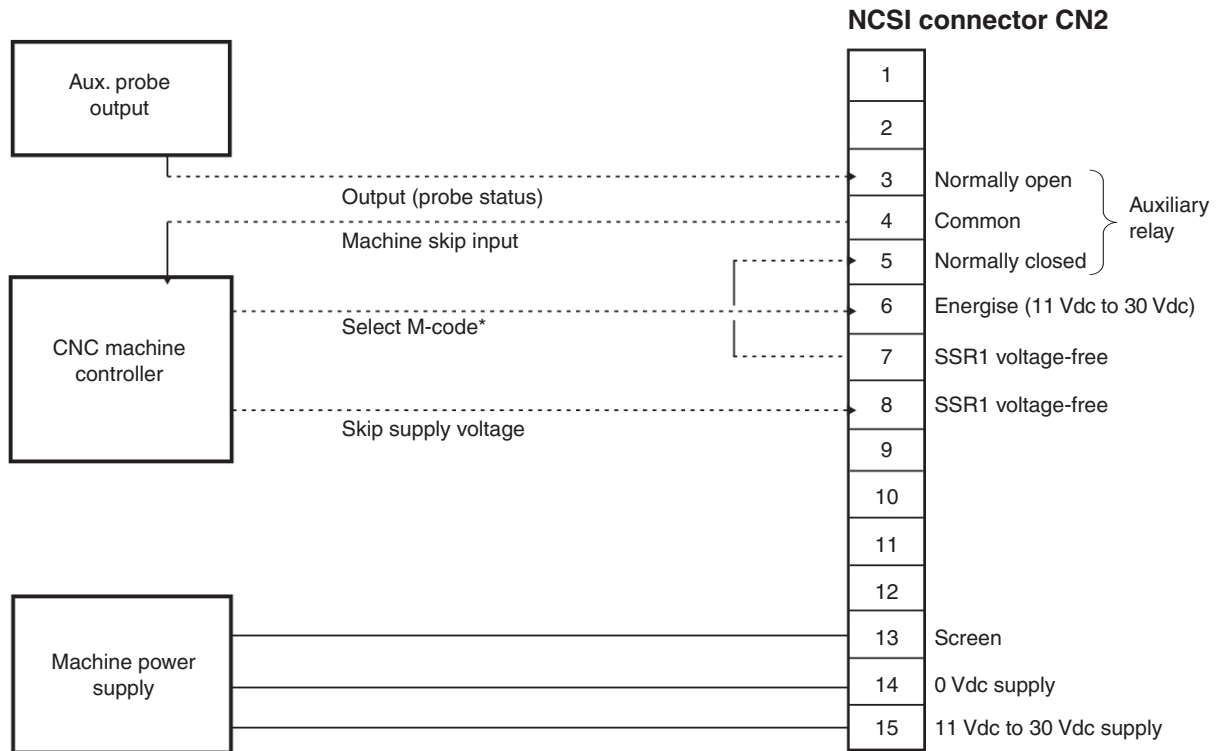 NCSI connector CN2
Aux. probe
output
1
2
3 Normally open
Output (probe status)
4 Common
Auxiliary
relay
Machine skip input
5 Normally closed
6 Energise (11 Vdc to 30 Vdc)
Select M-code*
CNC machine
controller
7 SSR1 voltage-free
8 SSR1 voltage-free
Skip supply voltage
9
10
11
12
13 Screen
Machine power
supply
14 0 Vdc supply
15 11 Vdc to 30 Vdc supply